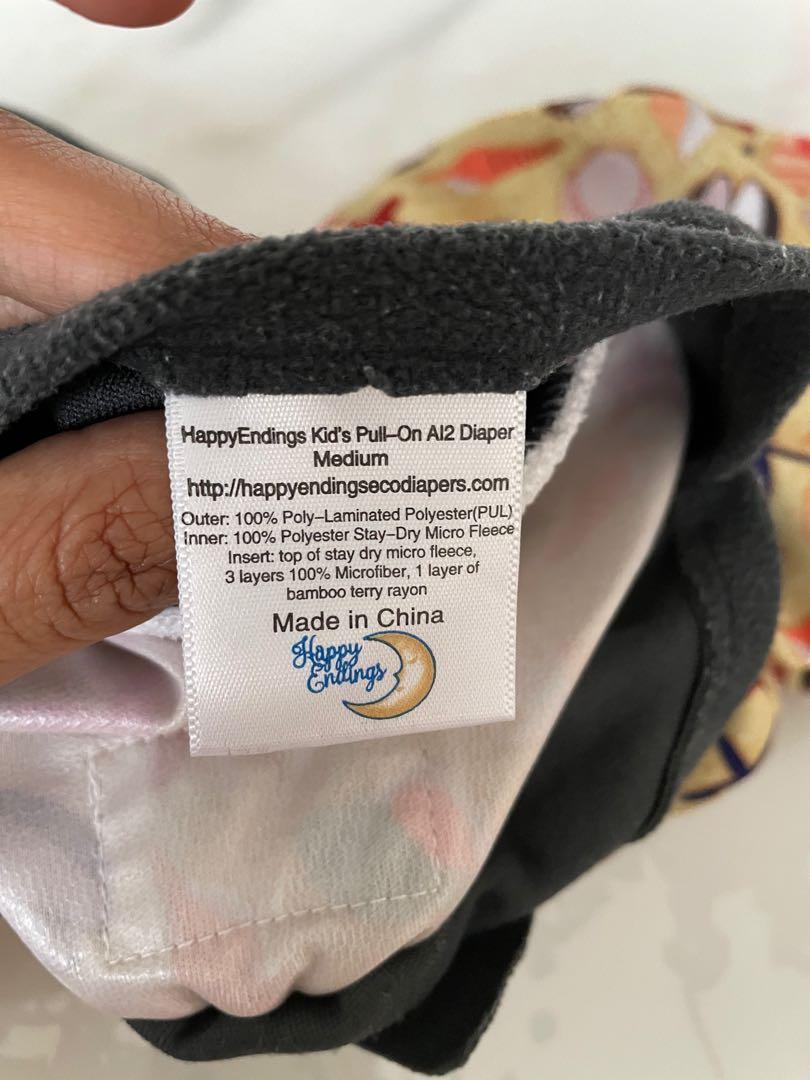 HappyEndings Kid's Pull–On AI2 Diaper
Medium
http://happyendingsecodiapers.com
Outer: 100% Poly–Laminated Polyester(PUL)
Inner: 100% Polyester Stay–Dry Micro Fleece
Insert: top of stay dry micro fleece,
3 layers 100% Microfiber, 1 layer of
bamboo terry rayon
Made in China
Happy
Endings